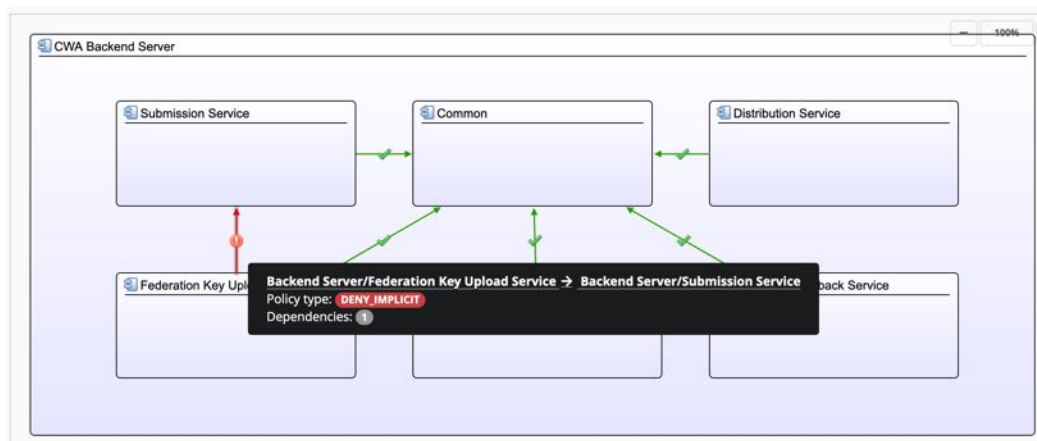 100%
CWA Backend Server
Submission Service
Common
Distribution Service
Federation Key
Backend Server/Federation Key Upload Service → Backend Server/Submission Service
back Service
Policy type: DENY_IMPLICIT
Dependencies: 1